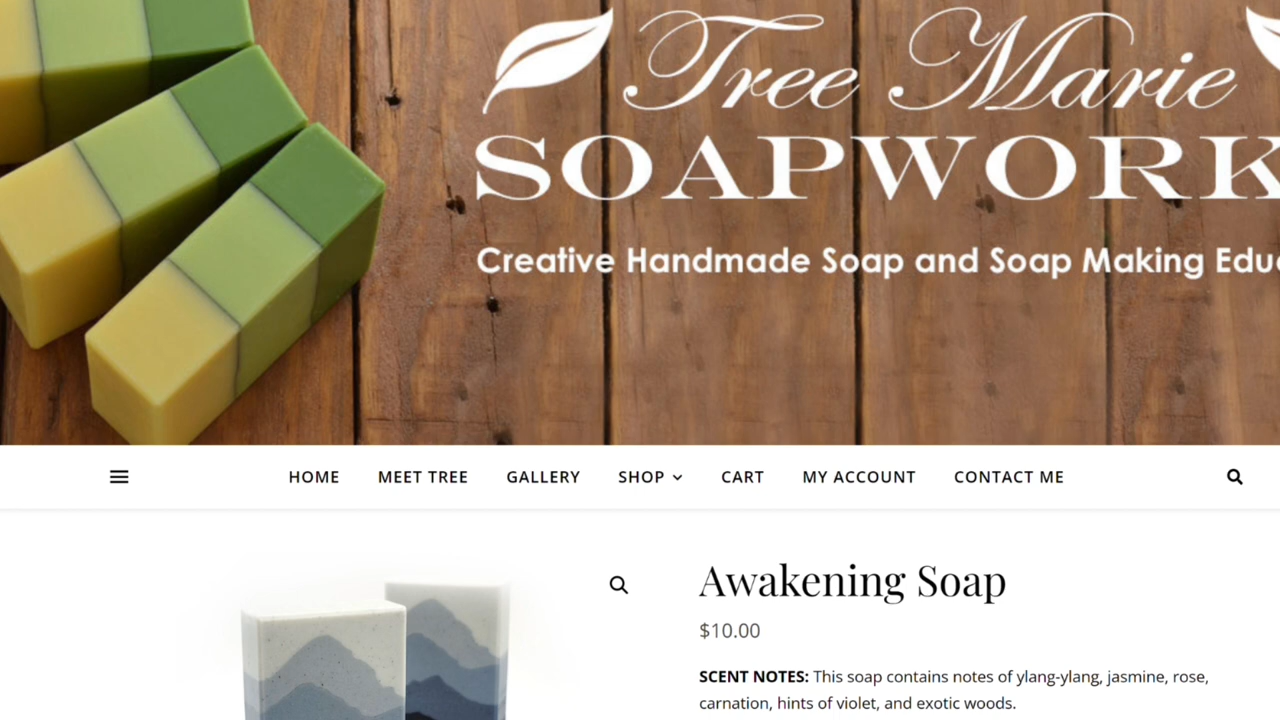 Tree Marie
SOAPWORK
Creative Handmade Soap and Soap Making Edu
HOME MEET TREE GALLERY SHOP CART MY ACCOUNT CONTACT ME
Awakening Soap
$10.00
SCENT NOTES: This soap contains notes of ylang-ylang, jasmine, rose,
carnation, hints of violet, and exotic woods.